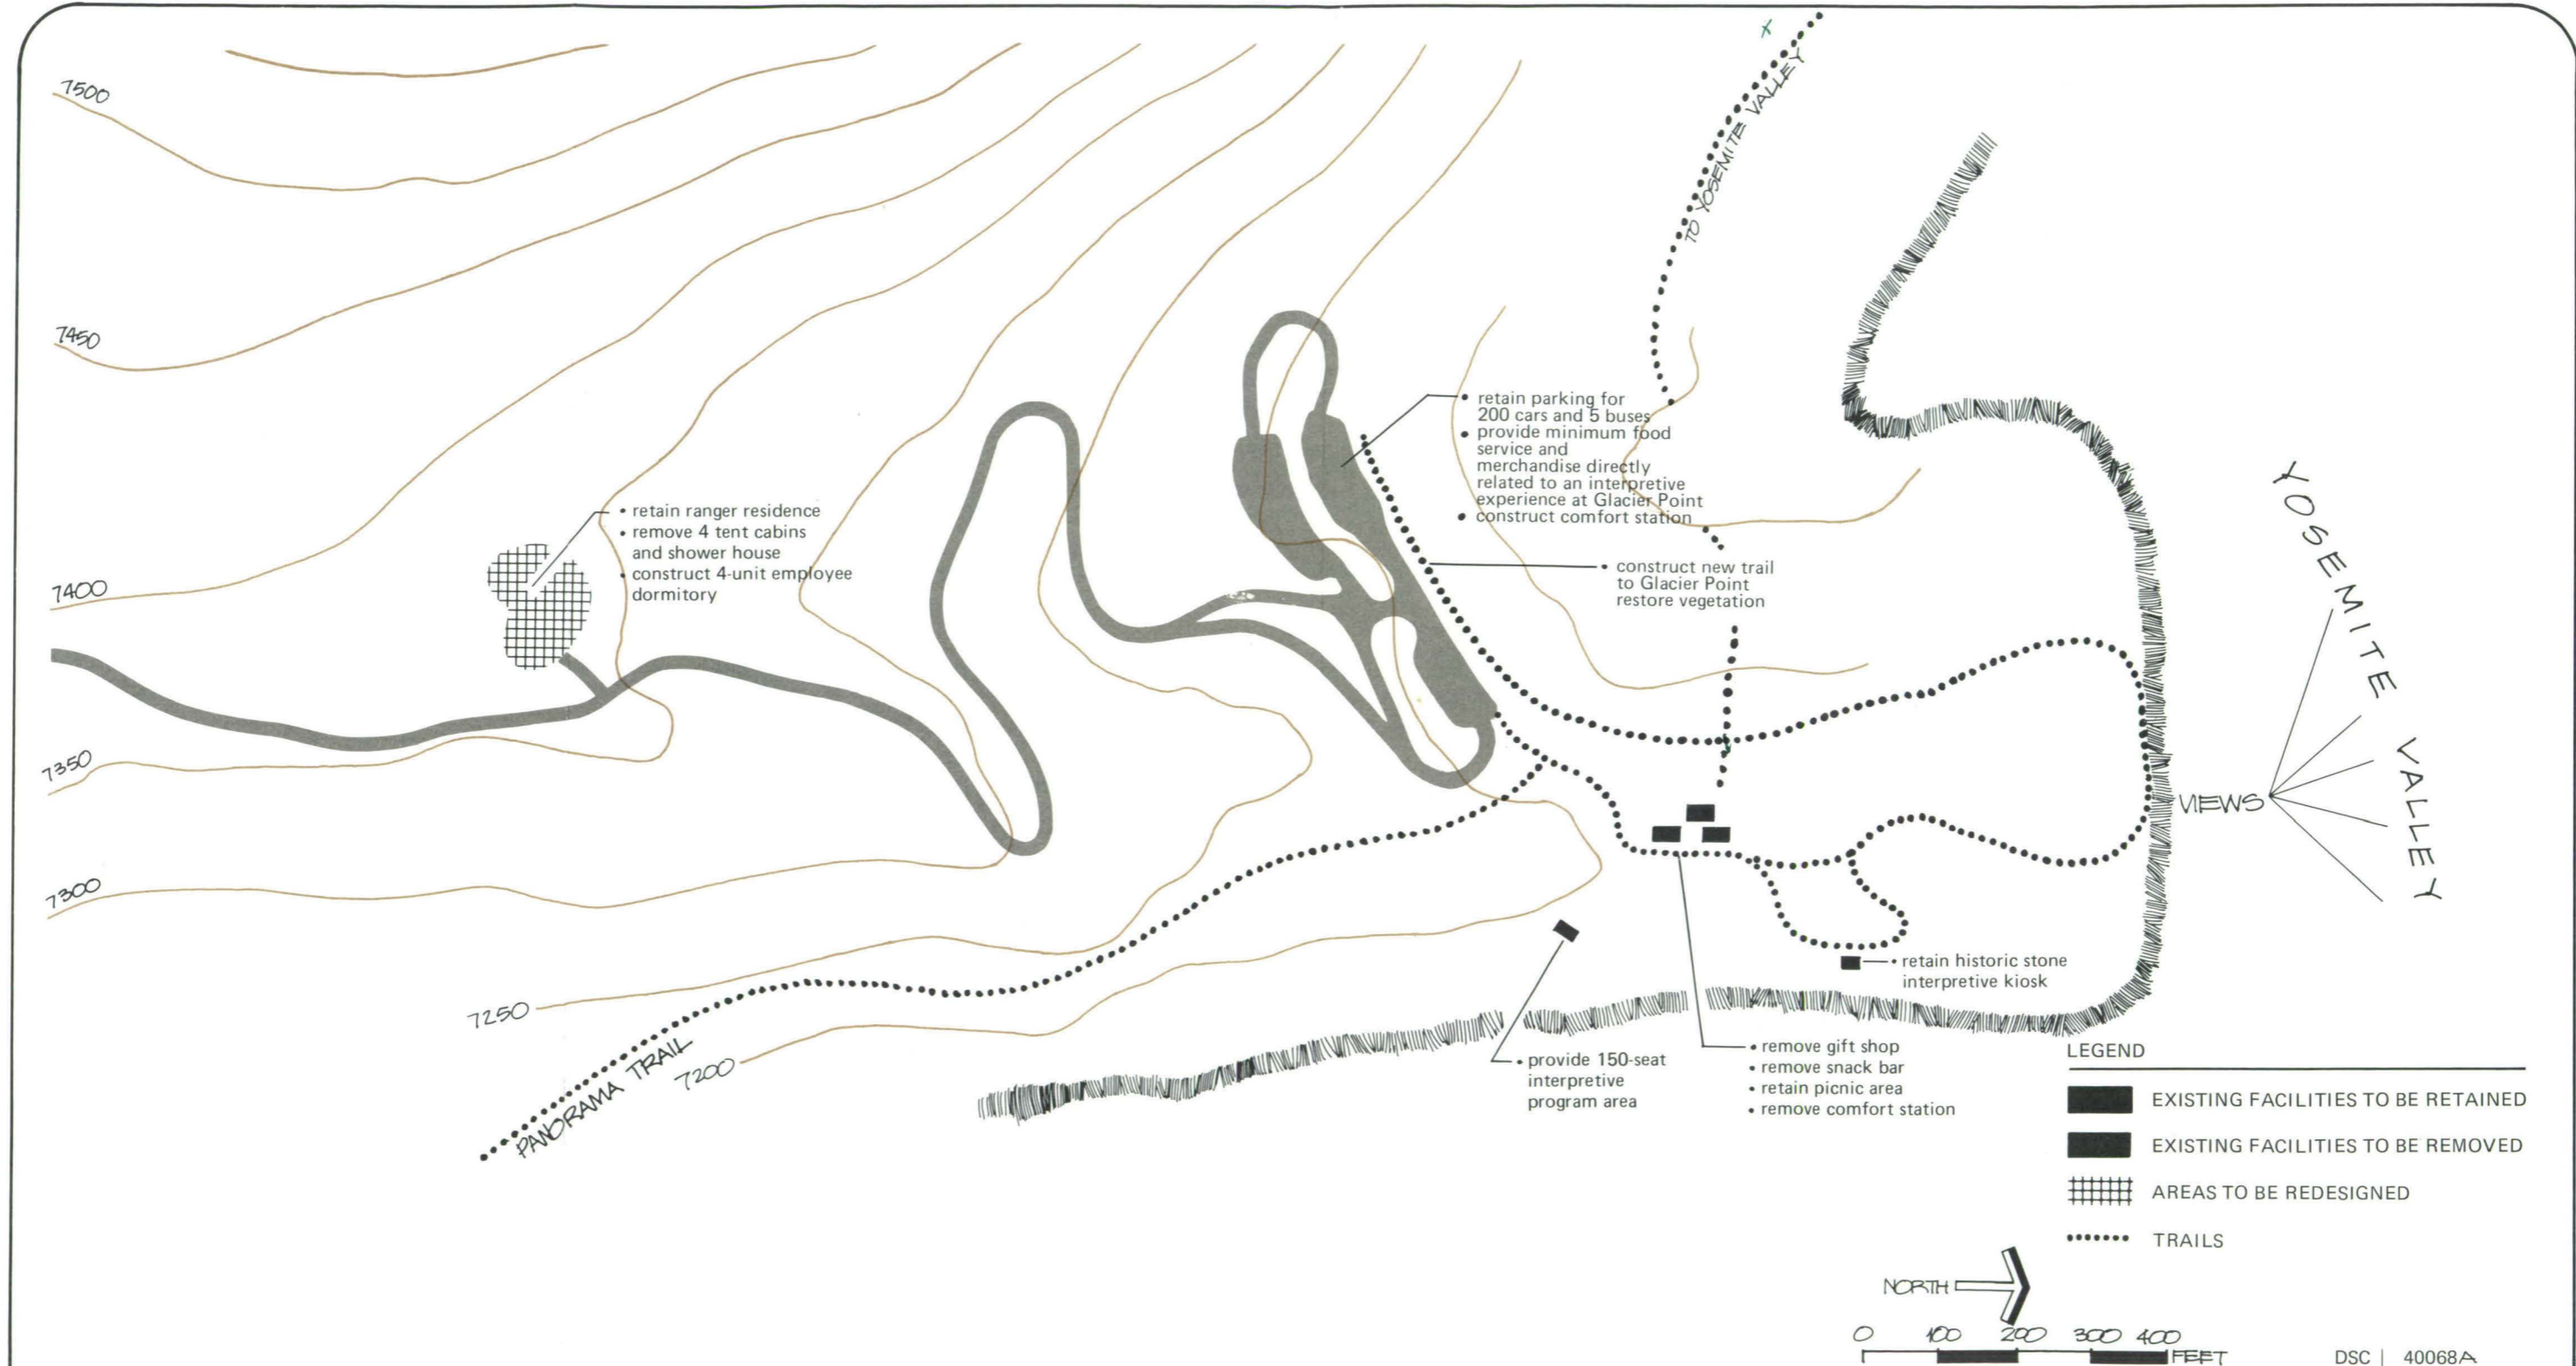 7500
TO YOSEMITE VALLEY
7450
• retain parking for
200 cars and 5 buses
• provide minimum food
service and
merchandise directly
related to an interpretive
experience at Glacier Point
• construct comfort station
• retain ranger residence
• remove 4 tent cabins
and shower house
• construct 4-unit employee
dormitory
• construct new trail
to Glacier Point
restore vegetation
7400
YOSEMITE VALLEY
7350
VIEWS
7300
• retain historic stone
interpretive kiosk
7250
PANORAMA TRAIL
7200
• provide 150-seat
interpretive
program area
• remove gift shop
• remove snack bar
• retain picnic area
• remove comfort station
LEGEND
EXISTING FACILITIES TO BE RETAINED
EXISTING FACILITIES TO BE REMOVED
AREAS TO BE REDESIGNED
TRAILS
NORTH
0 100 200 300 400
FEET
DSC | 40068A